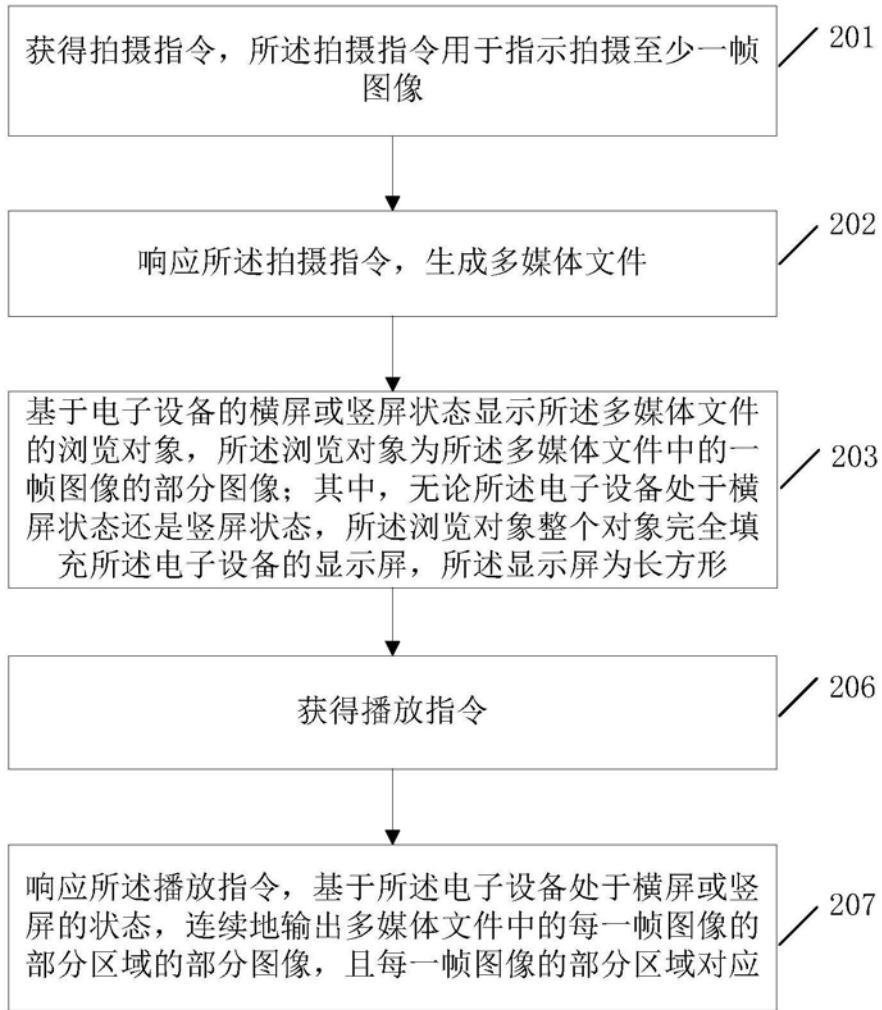 获得拍摄指令，所述拍摄指令用于指示拍摄至少一帧
图像
201
响应所述拍摄指令，生成多媒体文件
202
基于电子设备的横屏或竖屏状态显示所述多媒体文件
的浏览对象，所述浏览对象为所述多媒体文件中的一
帧图像的部分图像；其中，无论所述电子设备处于横
屏状态还是竖屏状态，所述浏览对象整个对象完全填
充所述电子设备的显示屏，所述显示屏为长方形
203
获得播放指令
206
响应所述播放指令，基于所述电子设备处于横屏或竖
屏的状态，连续地输出多媒体文件中的每一帧图像的
部分区域的部分图像，且每一帧图像的部分区域对应
207